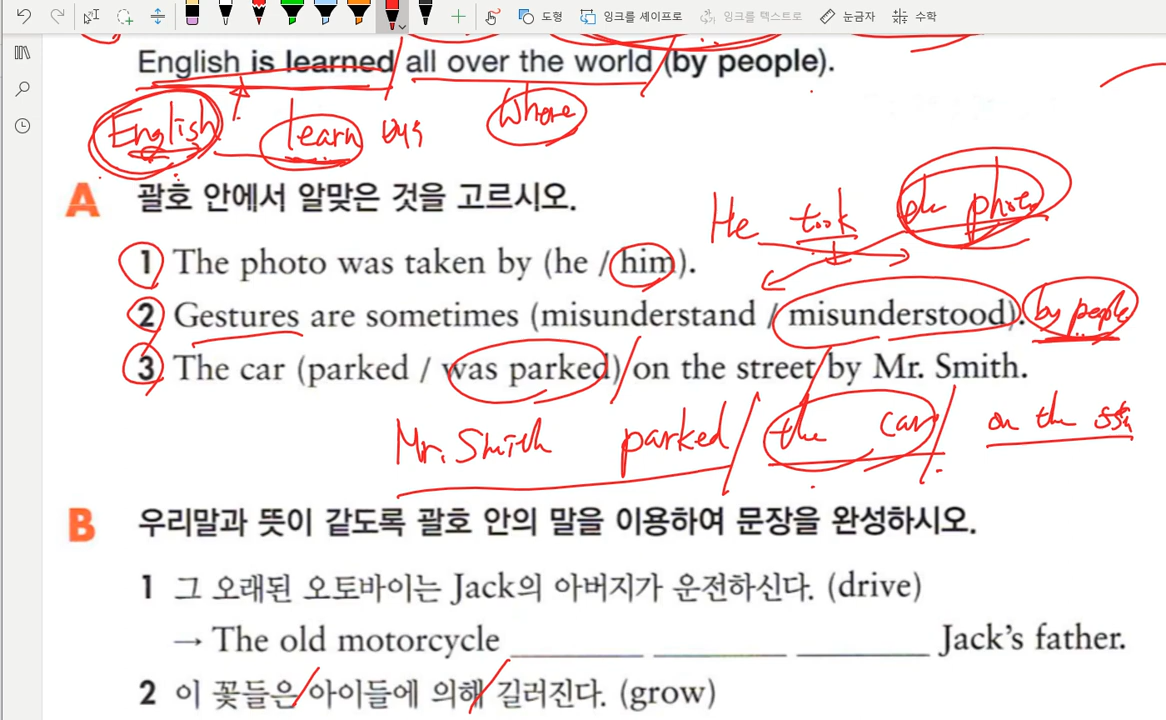 도형 잉크를 셰이프로 잉크를 텍스트로 눈금자 수학
English is learned all over the world (by people).
English learn where
A 괄호 안에서 알맞은 것을 고르시오.
He took the photo
1 The photo was taken by (he / him).
2 Gestures are sometimes (misunderstand / misunderstood). by people
3 The car (parked / was parked) on the street by Mr. Smith.
Mr. Smith parked the car on the
B 우리말과 뜻이 같도록 괄호 안의 말을 이용하여 문장을 완성하시오.
1 그 오래된 오토바이는 Jack의 아버지가 운전하신다. (drive)
→ The old motorcycle ________ ________ ________ Jack's father.
2 이 꽃들은 아이들에 의해 길러진다. (grow)